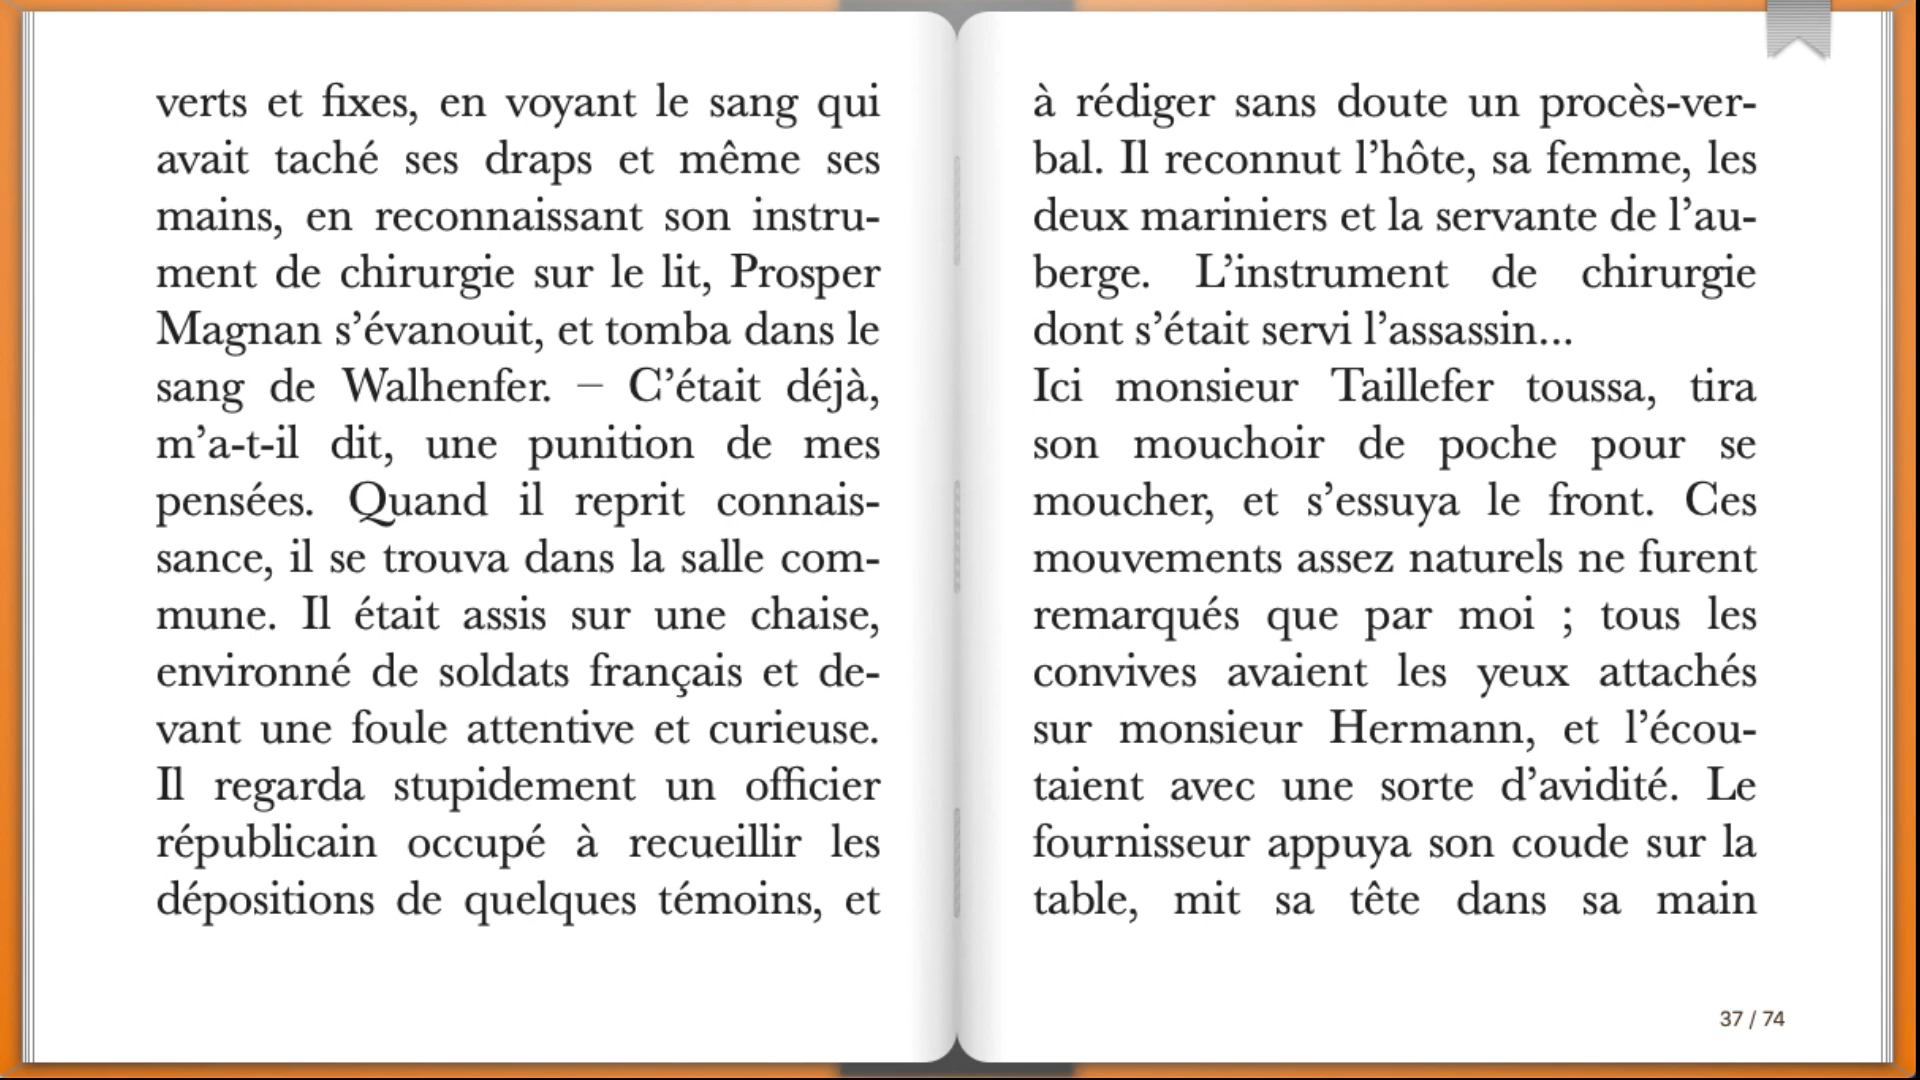 verts et fixes, en voyant le sang qui
avait taché ses draps et même ses
mains, en reconnaissant son instru-
ment de chirurgie sur le lit, Prosper
Magnan s’évanouit, et tomba dans le
sang de Walhenfer. – C’était déjà,
m’a-t-il dit, une punition de mes
pensées. Quand il reprit connais-
sance, il se trouva dans la salle com-
mune. Il était assis sur une chaise,
environné de soldats français et de-
vant une foule attentive et curieuse.
Il regarda stupidement un officier
républicain occupé à recueillir les
dépositions de quelques témoins, et
à rédiger sans doute un procès-ver-
bal. Il reconnut l’hôte, sa femme, les
deux mariniers et la servante de l’au-
berge. L’instrument de chirurgie
dont s’était servi l’assassin...
Ici monsieur Taillefer toussa, tira
son mouchoir de poche pour se
moucher, et s’essuya le front. Ces
mouvements assez naturels ne furent
remarqués que par moi ; tous les
convives avaient les yeux attachés
sur monsieur Hermann, et l’écou-
taient avec une sorte d’avidité. Le
fournisseur appuya son coude sur la
table, mit sa tête dans sa main
37 / 74